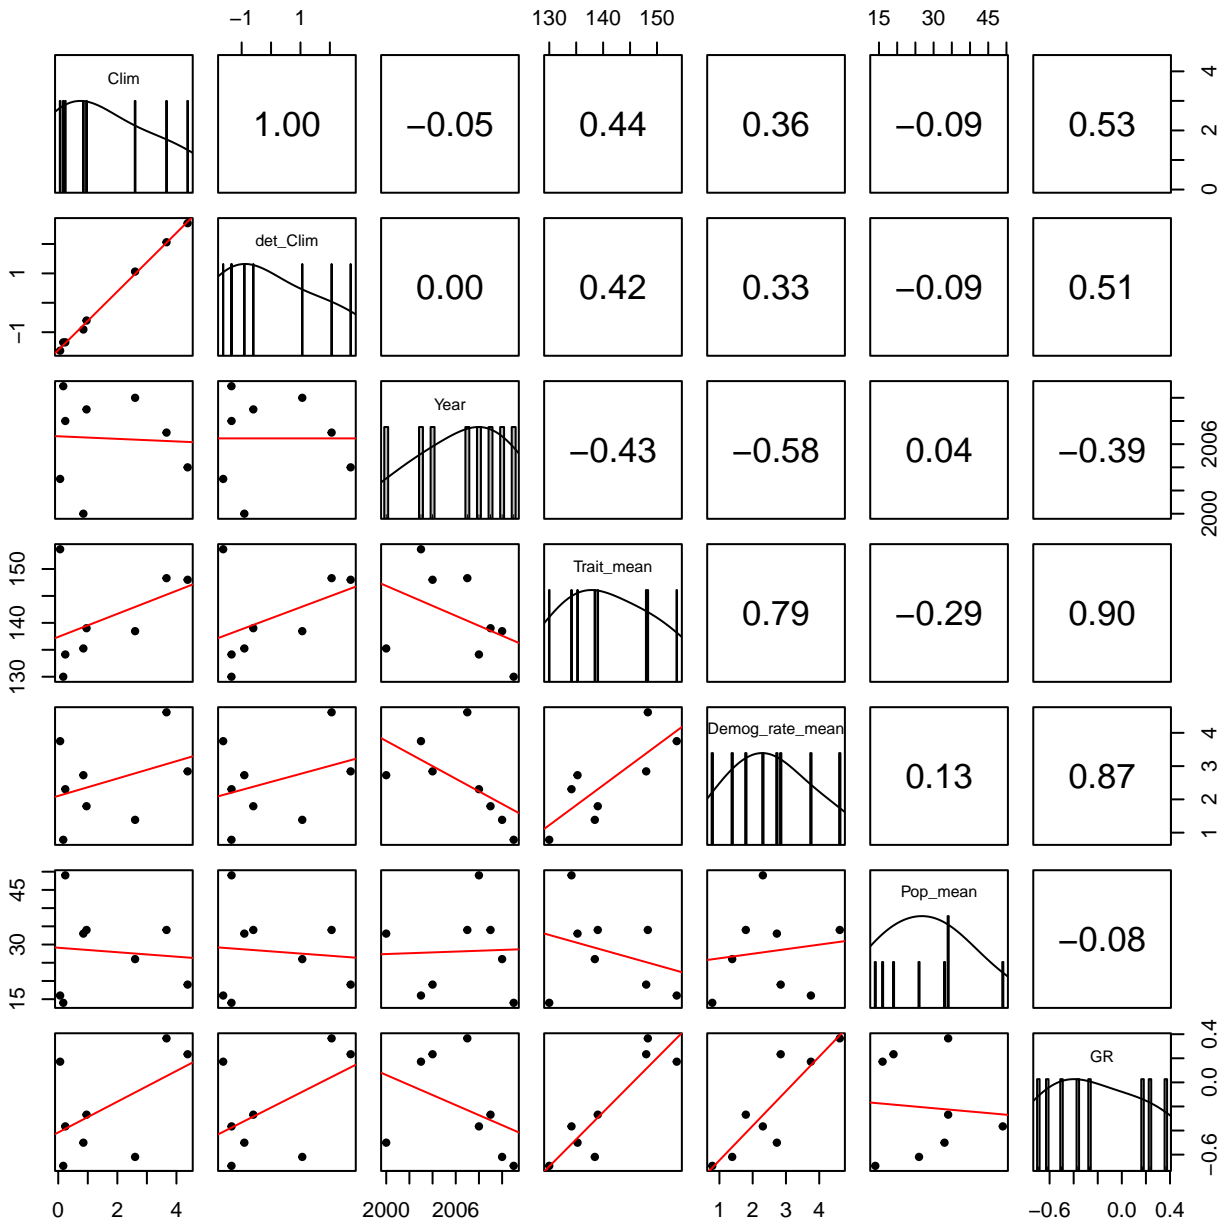 −1 1 130 140 150 15 30 45
Clim 1.00 −0.05 0.44 0.36 −0.09 0.53 0 2 4
−1 1 det_Clim 0.00 0.42 0.33 −0.09 0.51
Year −0.43 −0.58 0.04 −0.39 2000 2006
130 140 150 Trait_mean 0.79 −0.29 0.90
Demog_rate_mean 0.13 0.87 1 2 3 4
15 30 45 Pop_mean −0.08
GR −0.6 0.0 0.4
0 2 4 2000 2006 1 2 3 4 −0.6 0.0 0.4